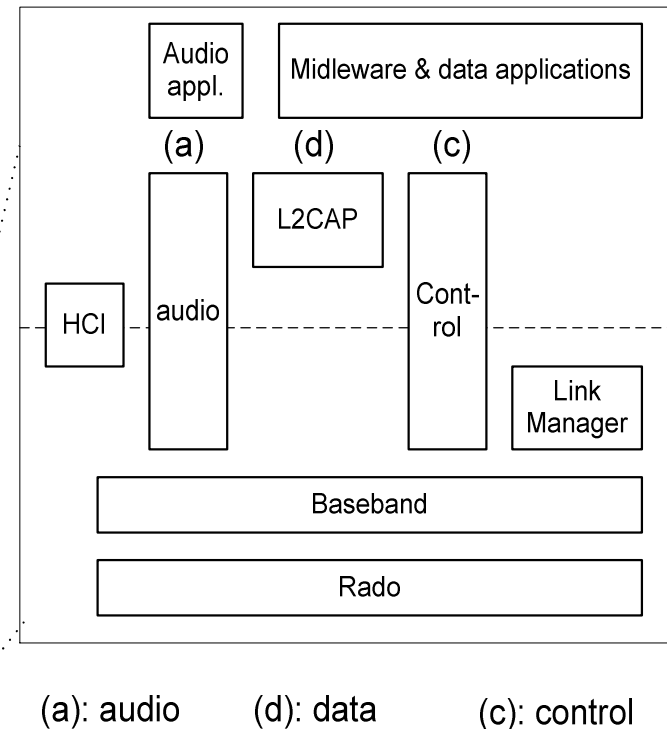 Audio
appl.
Midleware & data applications
(a)
(d)
(c)
L2CAP
HCI
audio
Cont-
rol
Link
Manager
Baseband
Rado
(a): audio
(d): data
(c): control